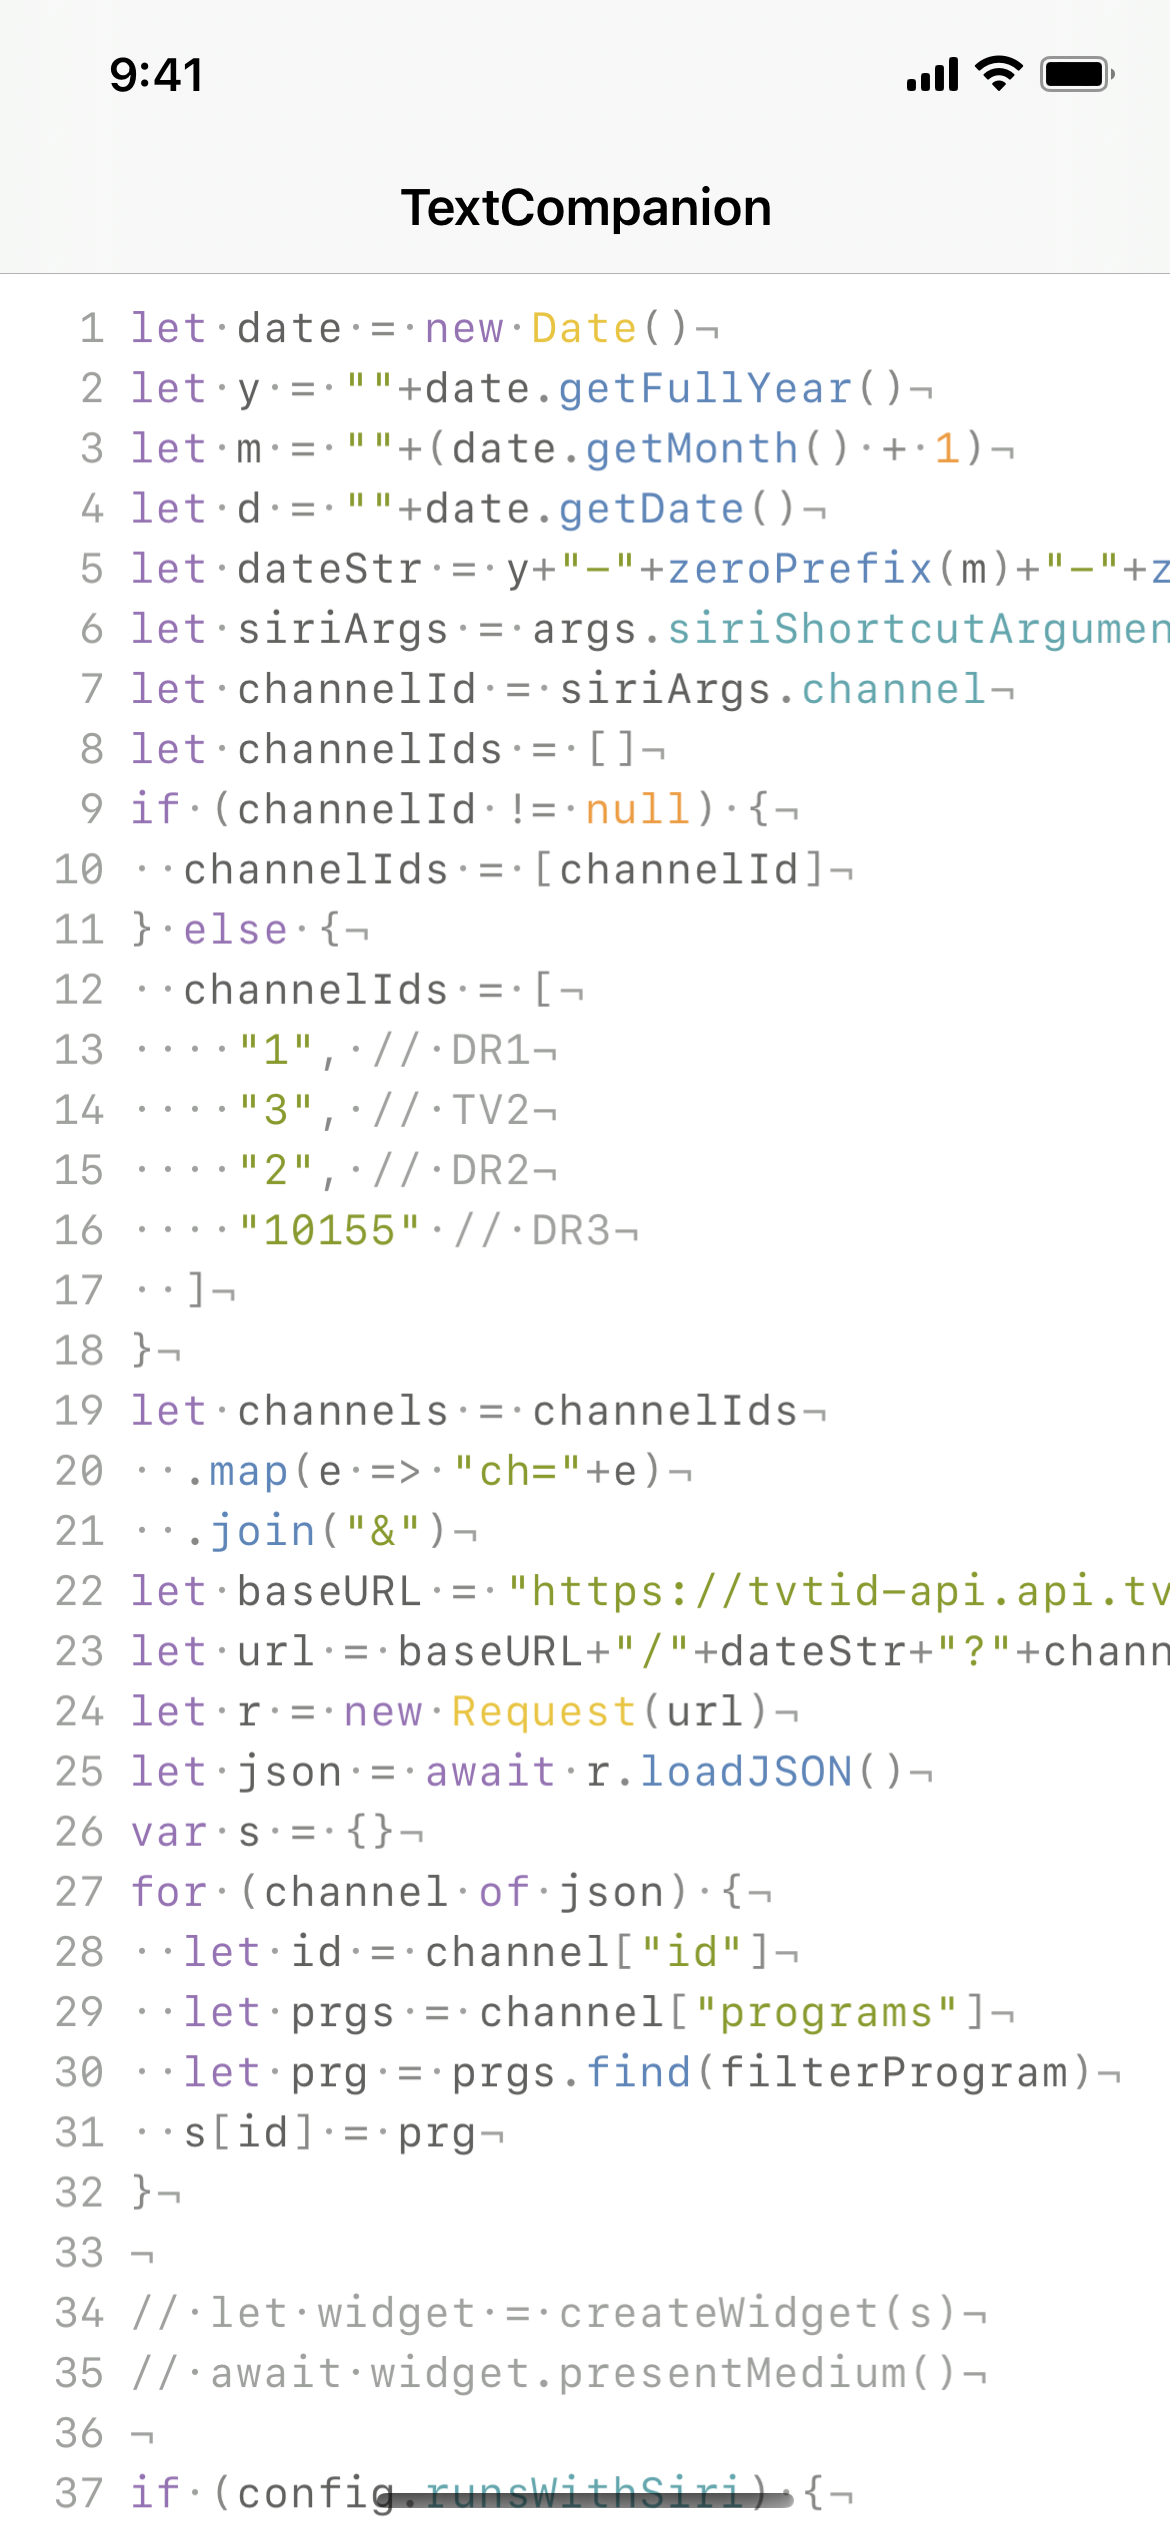 9:41
TextCompanion
1 let·date·=·new·Date()¬
2 let·y·=·""+date.getFullYear()¬
3 let·m·=·""+(date.getMonth()·+·1)¬
4 let·d·=·""+date.getDate()¬
5 let·dateStr·=·y+"-"+zeroPrefix(m)+"-"+z
6 let·siriArgs·=·args.siriShortcutArgumen
7 let·channelId·=·siriArgs.channel¬
8 let·channelIds·=·[]¬
9 if·(channelId·!=·null)·{¬
10 ··channelIds·=·[channelId]¬
11 }·else·{¬
12 ··channelIds·=·[¬
13 ····"1",·//·DR1¬
14 ····"3",·//·TV2¬
15 ····"2",·//·DR2¬
16 ····"10155"·//·DR3¬
17 ··]¬
18 }¬
19 let·channels·=·channelIds¬
20 ··.map(e·=>·"ch="+e)¬
21 ··.join("&")¬
22 let·baseURL·=·"https://tvtid-api.api.tv
23 let·url·=·baseURL+"/"+dateStr+"?"+chann
24 let·r·=·new·Request(url)¬
25 let·json·=·await·r.loadJSON()¬
26 var·s·=·{}¬
27 for·(channel·of·json)·{¬
28 ··let·id·=·channel["id"]¬
29 ··let·prgs·=·channel["programs"]¬
30 ··let·prg·=·prgs.find(filterProgram)¬
31 ··s[id]·=·prg¬
32 }¬
33 ¬
34 //·let·widget·=·createWidget(s)¬
35 //·await·widget.presentMedium()¬
36 ¬
37 if·(config.runsWithSiri)·{¬